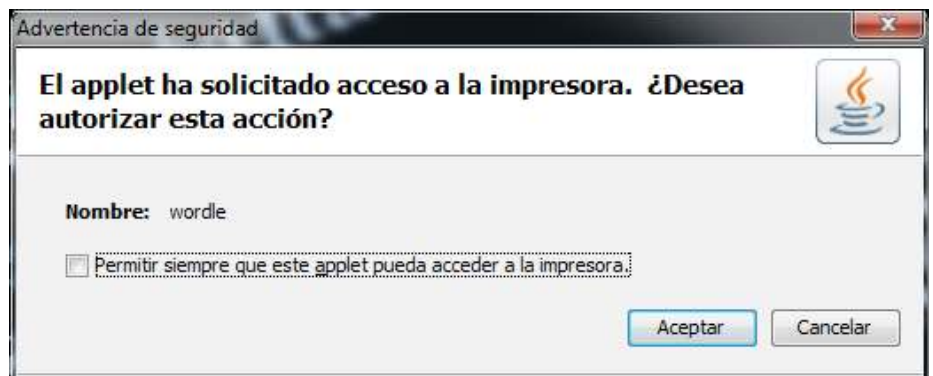 Advertencia de seguridad
El applet ha solicitado acceso a la impresora. ¿Desea
autorizar esta acción?
Nombre: wordle
Permitir siempre que este applet pueda acceder a la impresora.
Aceptar Cancelar